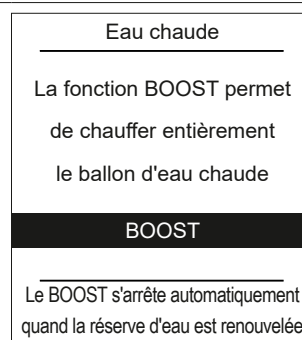 Eau chaude
La fonction BOOST permet
de chauffer entièrement
le ballon d'eau chaude
BOOST
Le BOOST s'arrête automatiquement
quand la réserve d'eau est renouvelée